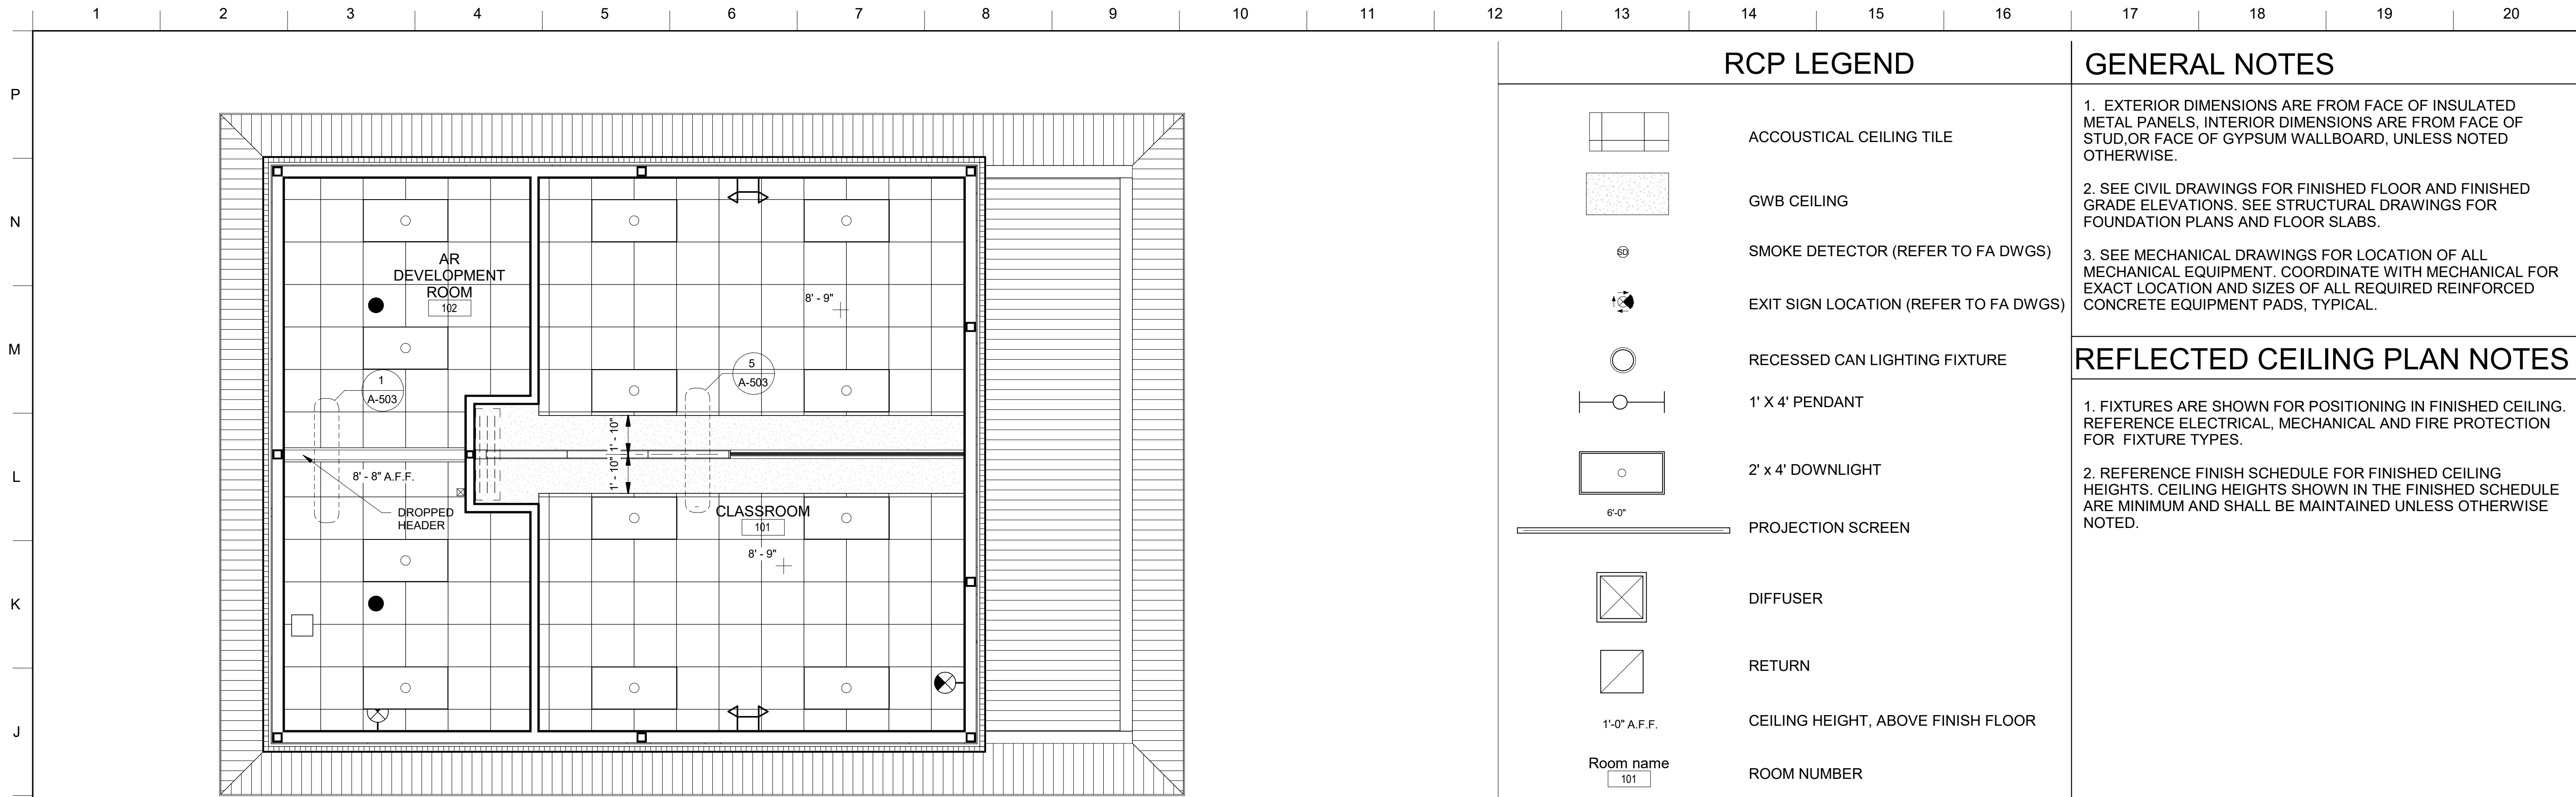 1 2 3 4 5 6 7 8 9 10 11 12 13 14 15 16 17 18 19 20
P
N
M
L
K
J
AR
DEVELOPMENT
ROOM
102
8' - 9"
1
A-503
5
A-503
1' - 10"
1' - 10"
8' - 8" A.F.F.
DROPPED
HEADER
CLASSROOM
101
8' - 9"
RCP LEGEND
ACCOUSTICAL CEILING TILE
GWB CEILING
SD
SMOKE DETECTOR (REFER TO FA DWGS)
EXIT SIGN LOCATION (REFER TO FA DWGS)
RECESSED CAN LIGHTING FIXTURE
1' X 4' PENDANT
2' x 4' DOWNLIGHT
6'-0"
PROJECTION SCREEN
DIFFUSER
RETURN
1'-0" A.F.F.
CEILING HEIGHT, ABOVE FINISH FLOOR
Room name
101
ROOM NUMBER
GENERAL NOTES
1. EXTERIOR DIMENSIONS ARE FROM FACE OF INSULATED
METAL PANELS, INTERIOR DIMENSIONS ARE FROM FACE OF
STUD,OR FACE OF GYPSUM WALLBOARD, UNLESS NOTED
OTHERWISE.
2. SEE CIVIL DRAWINGS FOR FINISHED FLOOR AND FINISHED
GRADE ELEVATIONS. SEE STRUCTURAL DRAWINGS FOR
FOUNDATION PLANS AND FLOOR SLABS.
3. SEE MECHANICAL DRAWINGS FOR LOCATION OF ALL
MECHANICAL EQUIPMENT. COORDINATE WITH MECHANICAL FOR
EXACT LOCATION AND SIZES OF ALL REQUIRED REINFORCED
CONCRETE EQUIPMENT PADS, TYPICAL.
REFLECTED CEILING PLAN NOTES
1. FIXTURES ARE SHOWN FOR POSITIONING IN FINISHED CEILING.
REFERENCE ELECTRICAL, MECHANICAL AND FIRE PROTECTION
FOR FIXTURE TYPES.
2. REFERENCE FINISH SCHEDULE FOR FINISHED CEILING
HEIGHTS. CEILING HEIGHTS SHOWN IN THE FINISHED SCHEDULE
ARE MINIMUM AND SHALL BE MAINTAINED UNLESS OTHERWISE
NOTED.